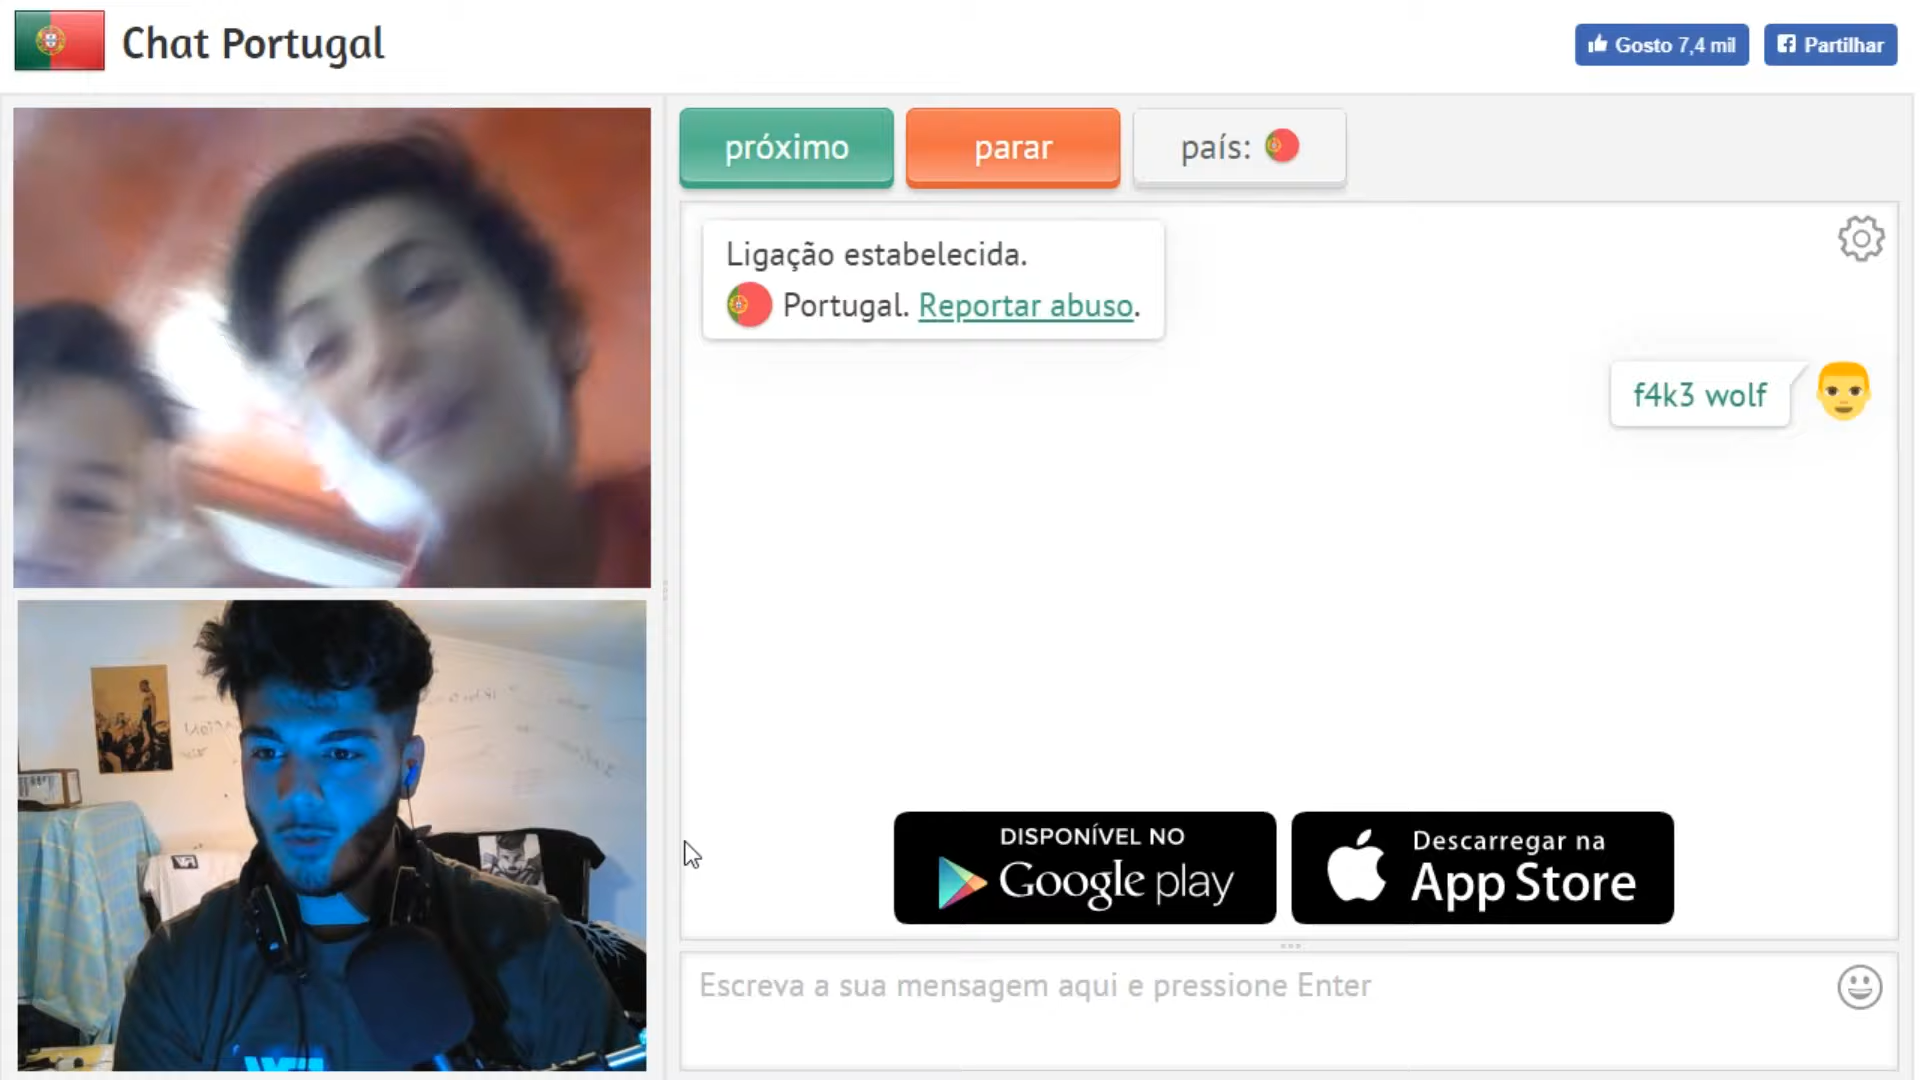 Chat Portugal
Gosto 7,4 mil
Partilhar
próximo
parar
país:
Ligação estabelecida.
Portugal. Reportar abuso.
f4k3 wolf
DISPONÍVEL NO
Google play
Descarregar na
App Store
Escreva a sua mensagem aqui e pressione Enter